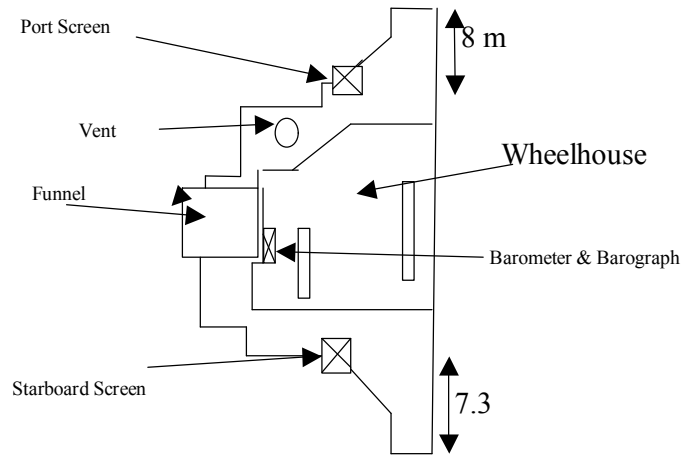 Port Screen
8 m
Vent
Wheelhouse
Funnel
Barometer & Barograph
Starboard Screen
7.3